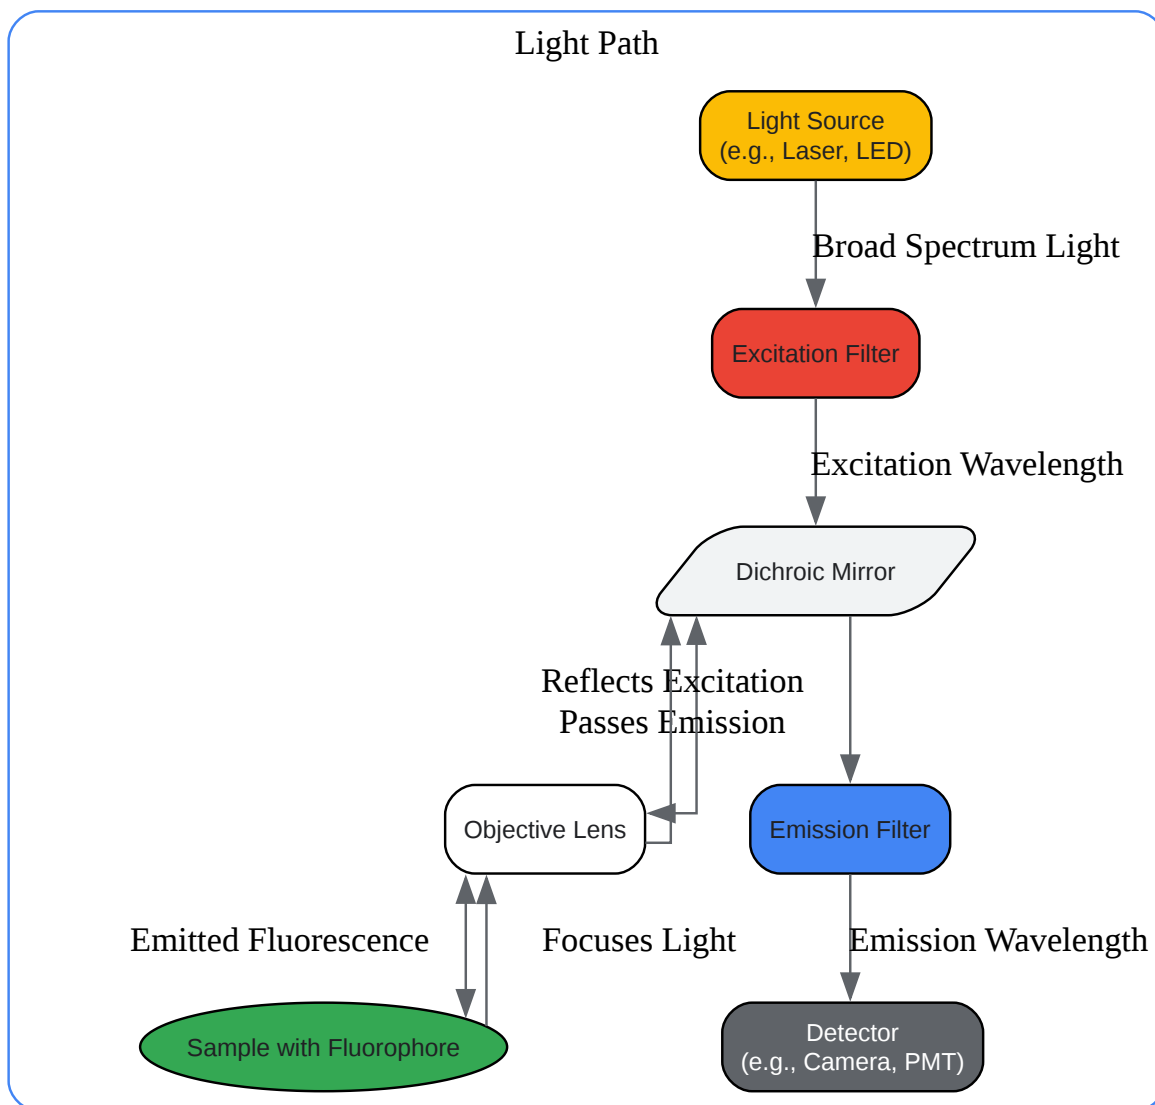 Light Path
Light Source
(e.g., Laser, LED)
Broad Spectrum Light
Excitation Filter
Excitation Wavelength
Dichroic Mirror
Reflects Excitation
Passes Emission
Objective Lens
Emission Filter
Emitted Fluorescence
Focuses Light
Emission Wavelength
Sample with Fluorophore
Detector
(e.g., Camera, PMT)